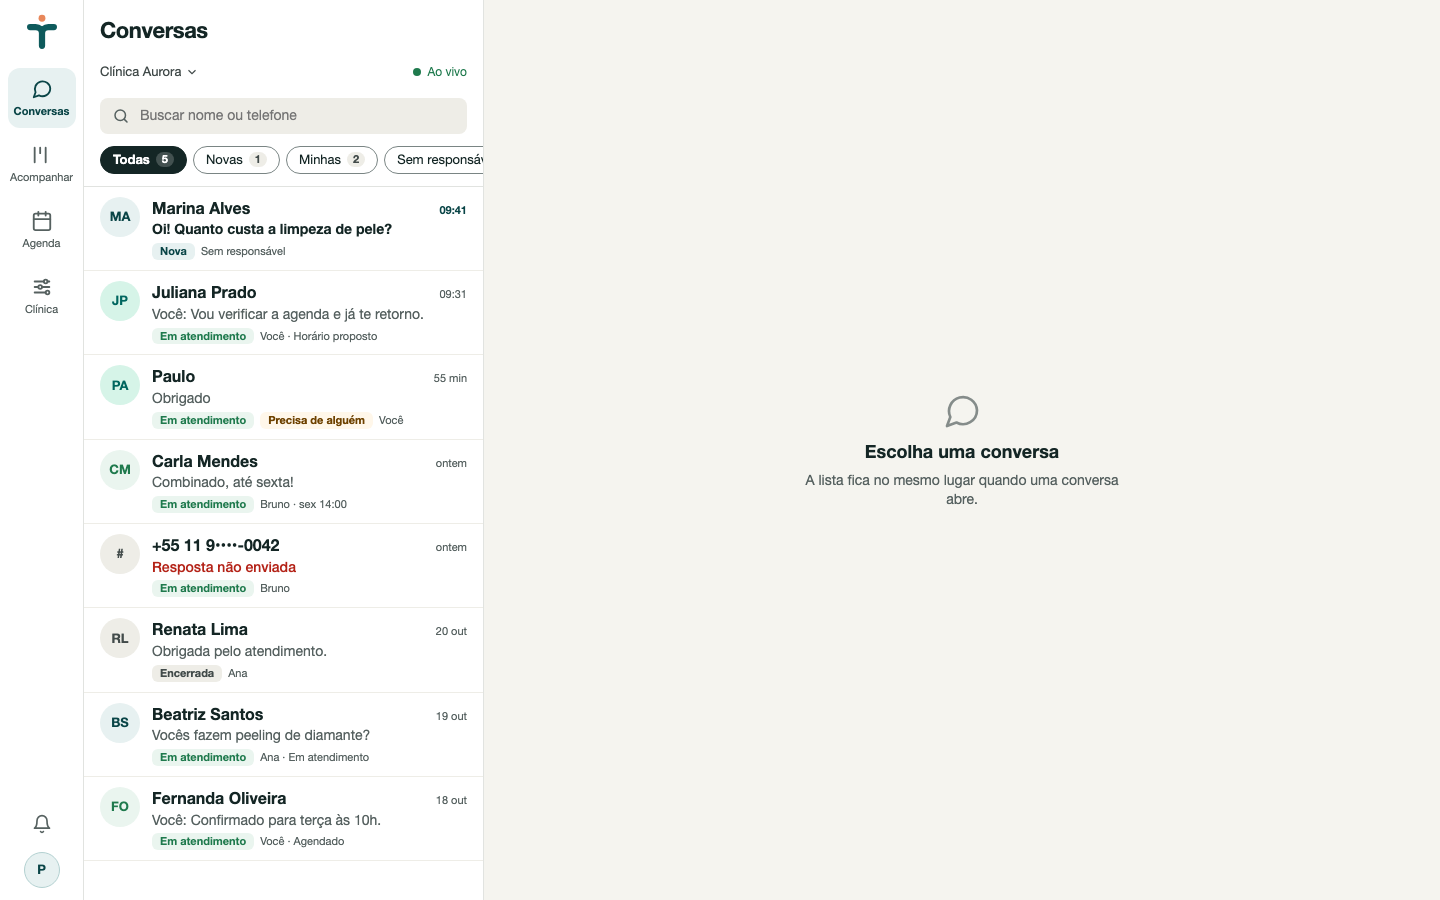 Conversas
Clínica Aurora
Ao vivo
Buscar nome ou telefone
Todas 5
Novas 1
Minhas 2
Sem responsáv
Conversas
Acompanhar
Agenda
Clínica
P
MA
Marina Alves
09:41
Oi! Quanto custa a limpeza de pele?
Nova
Sem responsável
JP
Juliana Prado
09:31
Você: Vou verificar a agenda e já te retorno.
Em atendimento
Você · Horário proposto
PA
Paulo
55 min
Obrigado
Em atendimento
Precisa de alguém
Você
CM
Carla Mendes
ontem
Combinado, até sexta!
Em atendimento
Bruno · sex 14:00
#
+55 11 9••••-0042
ontem
Resposta não enviada
Em atendimento
Bruno
RL
Renata Lima
20 out
Obrigada pelo atendimento.
Encerrada
Ana
BS
Beatriz Santos
19 out
Vocês fazem peeling de diamante?
Em atendimento
Ana · Em atendimento
FO
Fernanda Oliveira
18 out
Você: Confirmado para terça às 10h.
Em atendimento
Você · Agendado
Escolha uma conversa
A lista fica no mesmo lugar quando uma conversa
abre.